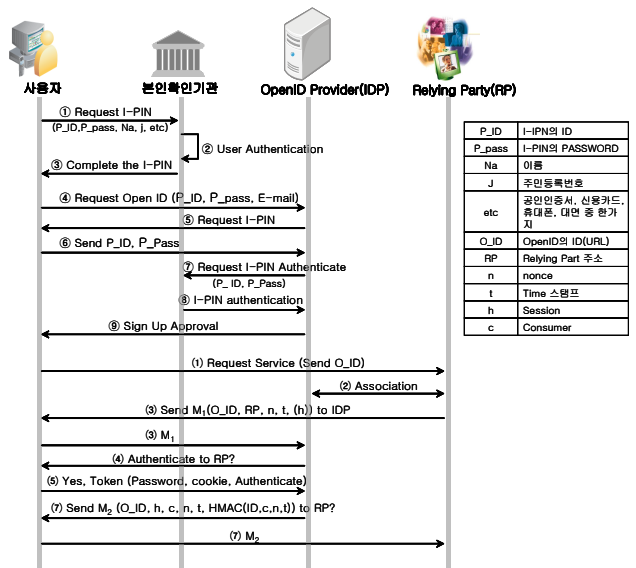 사용자 본인확인기관 OpenID Provider(IDP) Relying Party(RP)
① Request I-PIN
(P_ID,P_pass, Na, j, etc)
② User Authentication
③ Complete the I-PIN
④ Request Open ID (P_ID, P_pass, E-mail)
⑤ Request I-PIN
⑥ Send P_ID, P_Pass
⑦ Request I-PIN Authenticate
(P_ ID, P_Pass)
⑧ I-PIN authentication
⑨ Sign Up Approval
⑴ Request Service (Send O_ID)
⑵ Association
⑶ Send M₁(O_ID, RP, n, t, (h)) to IDP
⑶ M₁
⑷ Authenticate to RP?
⑸ Yes, Token (Password, cookie, Authenticate)
⑺ Send M₂ (O_ID, h, c, n, t, HMAC(ID,c,n,t)) to RP?
⑺ M₂
P_ID I-IPN의 ID
P_pass I-PIN의 PASSWORD
Na 이름
J 주민등록번호
etc 공인인증서, 신용카드,
휴대폰, 대면 중 한가
지
O_ID OpenID의 ID(URL)
RP Relying Part 주소
n nonce
t Time 스탬프
h Session
c Consumer